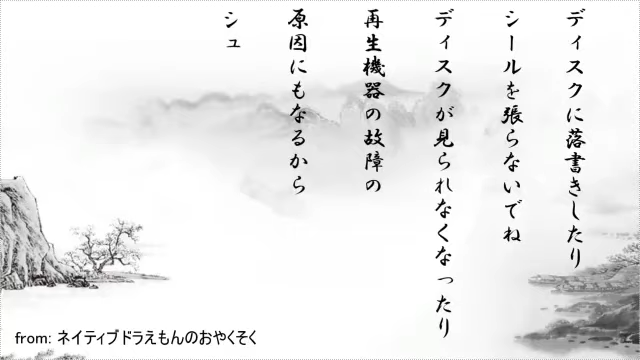 ディスクに落書きしたり
シールを張らないでね
ディスクが見られなくなったり
再生機器の故障の
原因にもなるから
シュ
from: ネイティブドラえもんのおやくそく